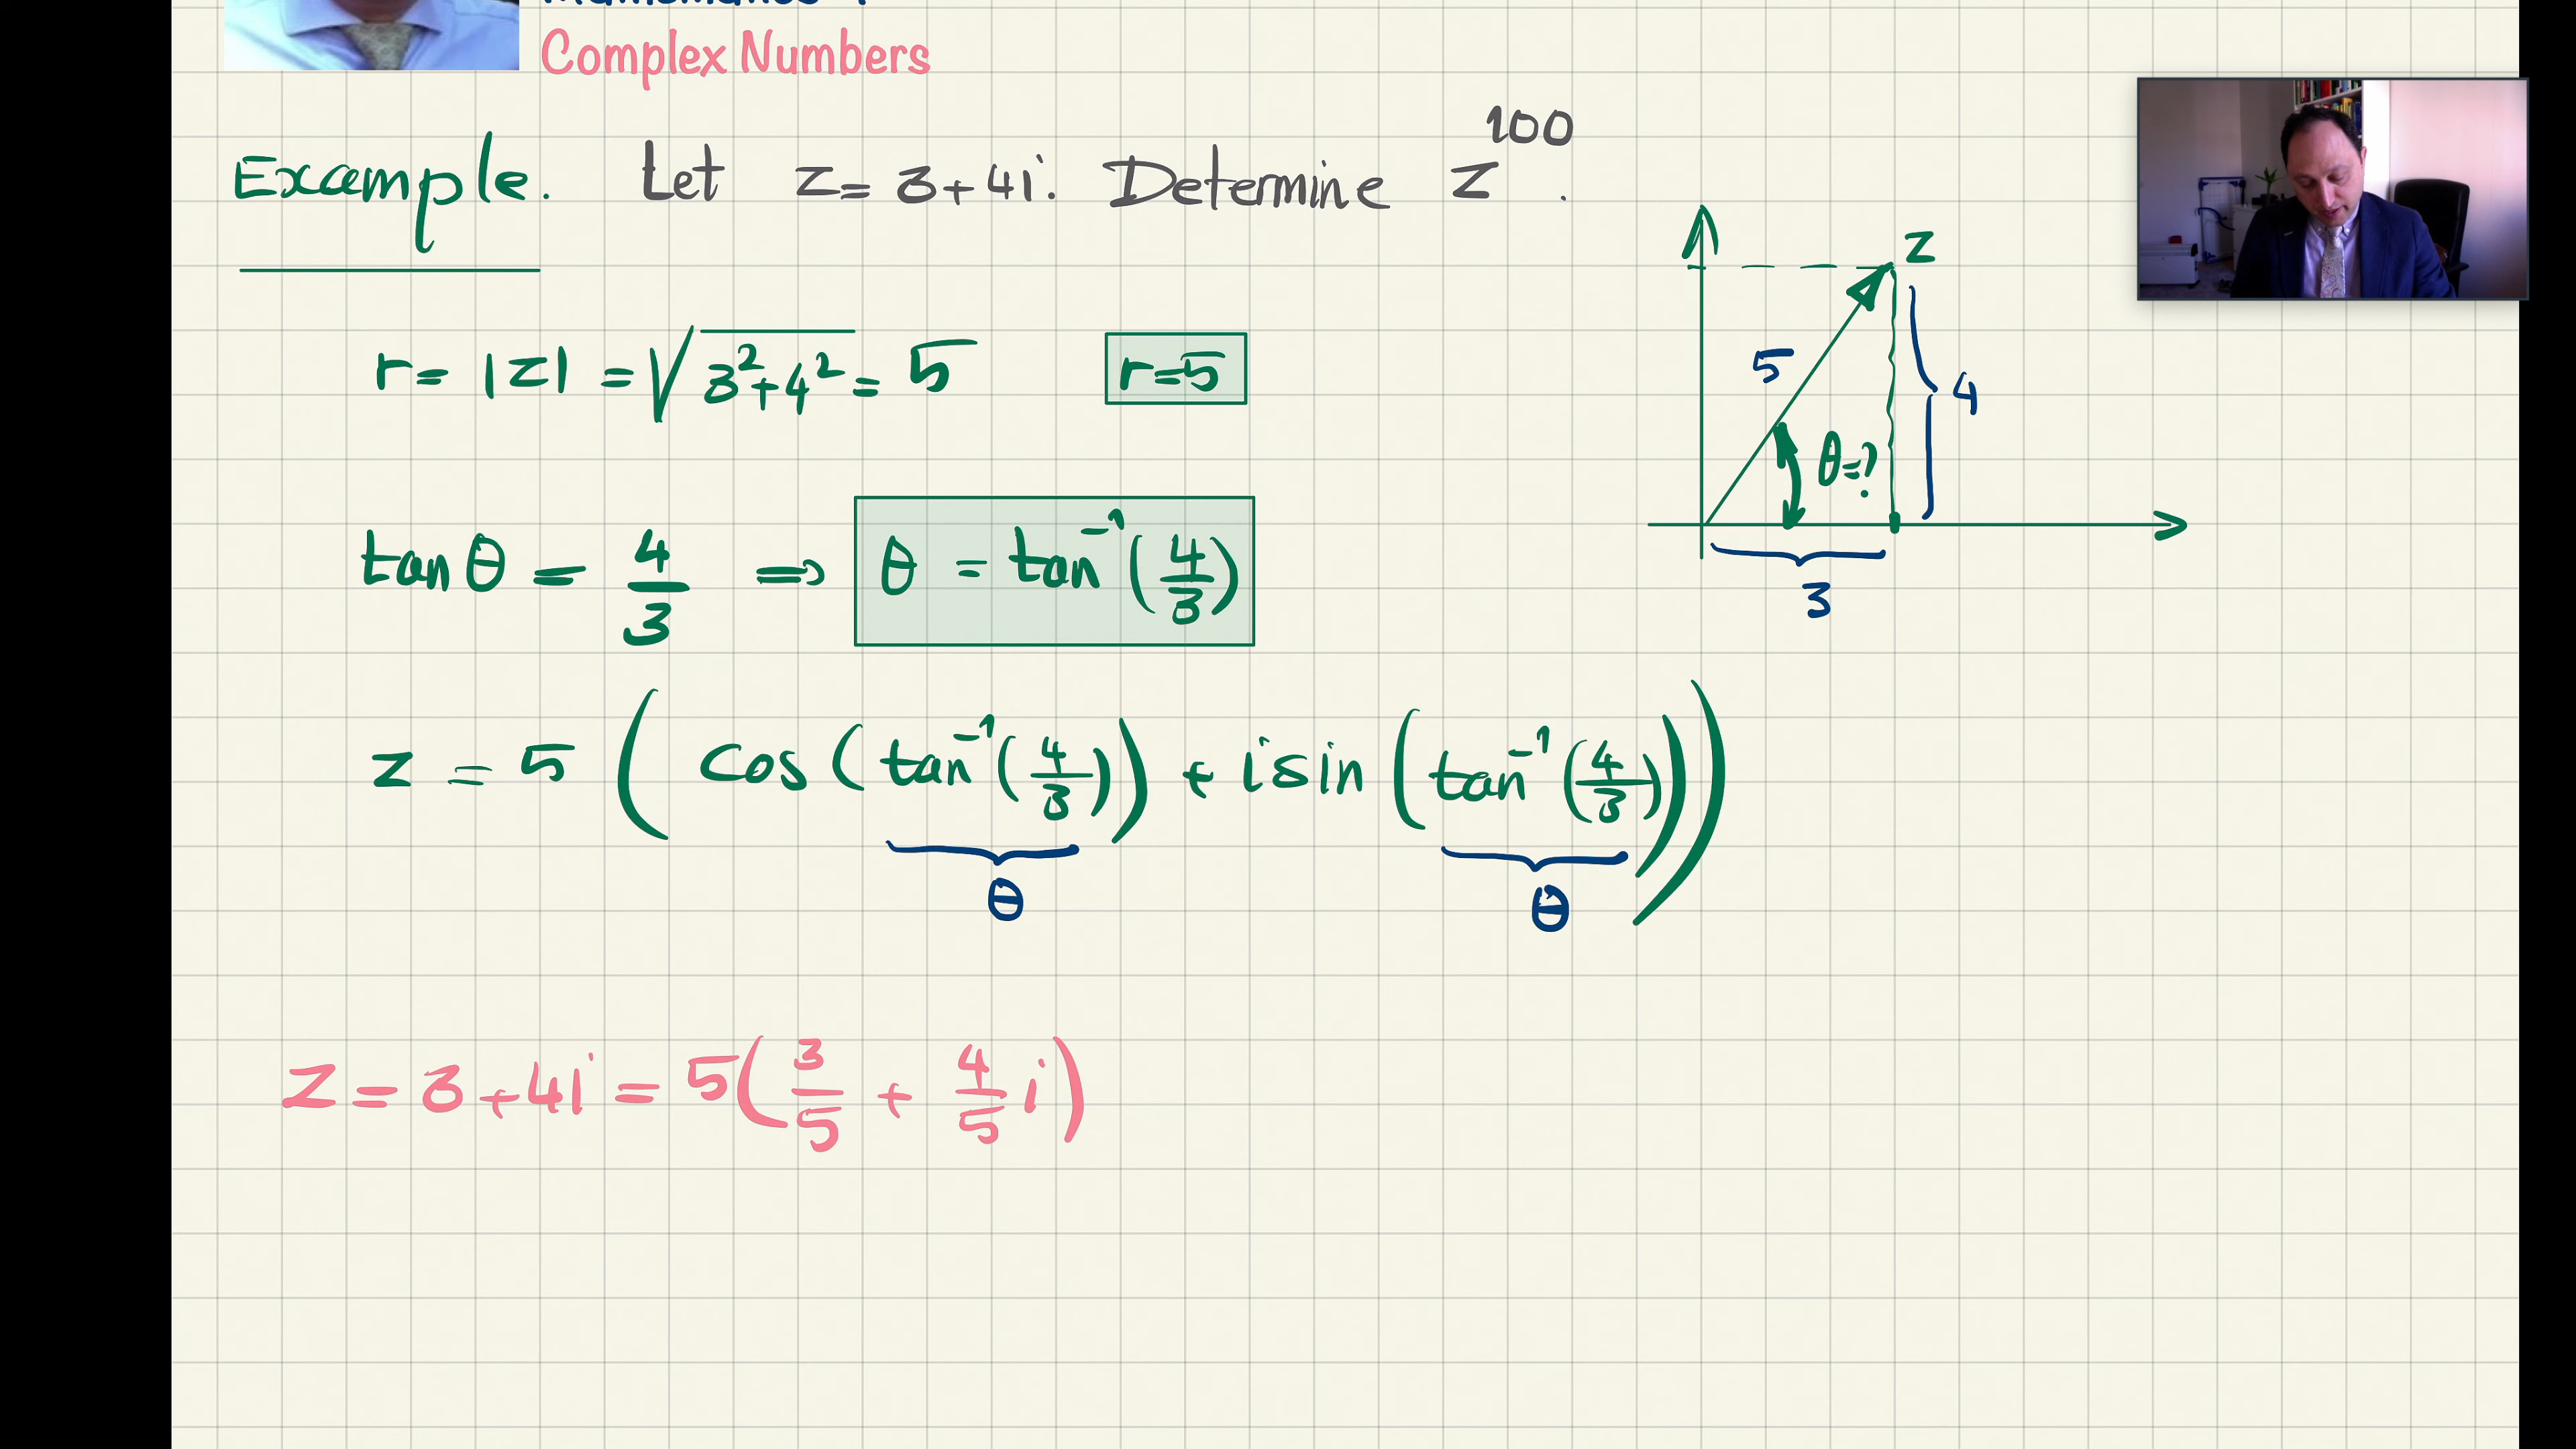 Complex Numbers
Example. Let z = 3+4i. Determine z^100.
r = |z| = √(3²+4²) = 5
r=5
tan θ = 4/3 ⇒ θ = tan⁻¹(4/3)
z
5
4
θ=?
3
z = 5 ( cos (tan⁻¹(4/3)) + i sin (tan⁻¹(4/3)))
θ
θ
z = 3+4i = 5(3/5 + 4/5 i)